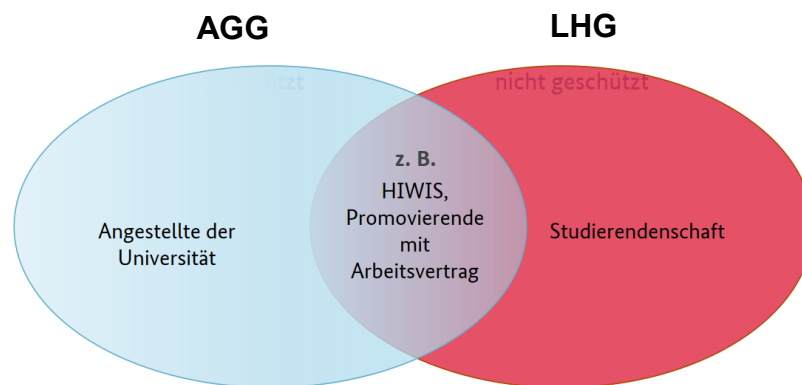 AGG
LHG
nicht geschützt
z. B.
HIWIS,
Promovierende
mit
Arbeitsvertrag
Angestellte der
Universität
Studierendenschaft